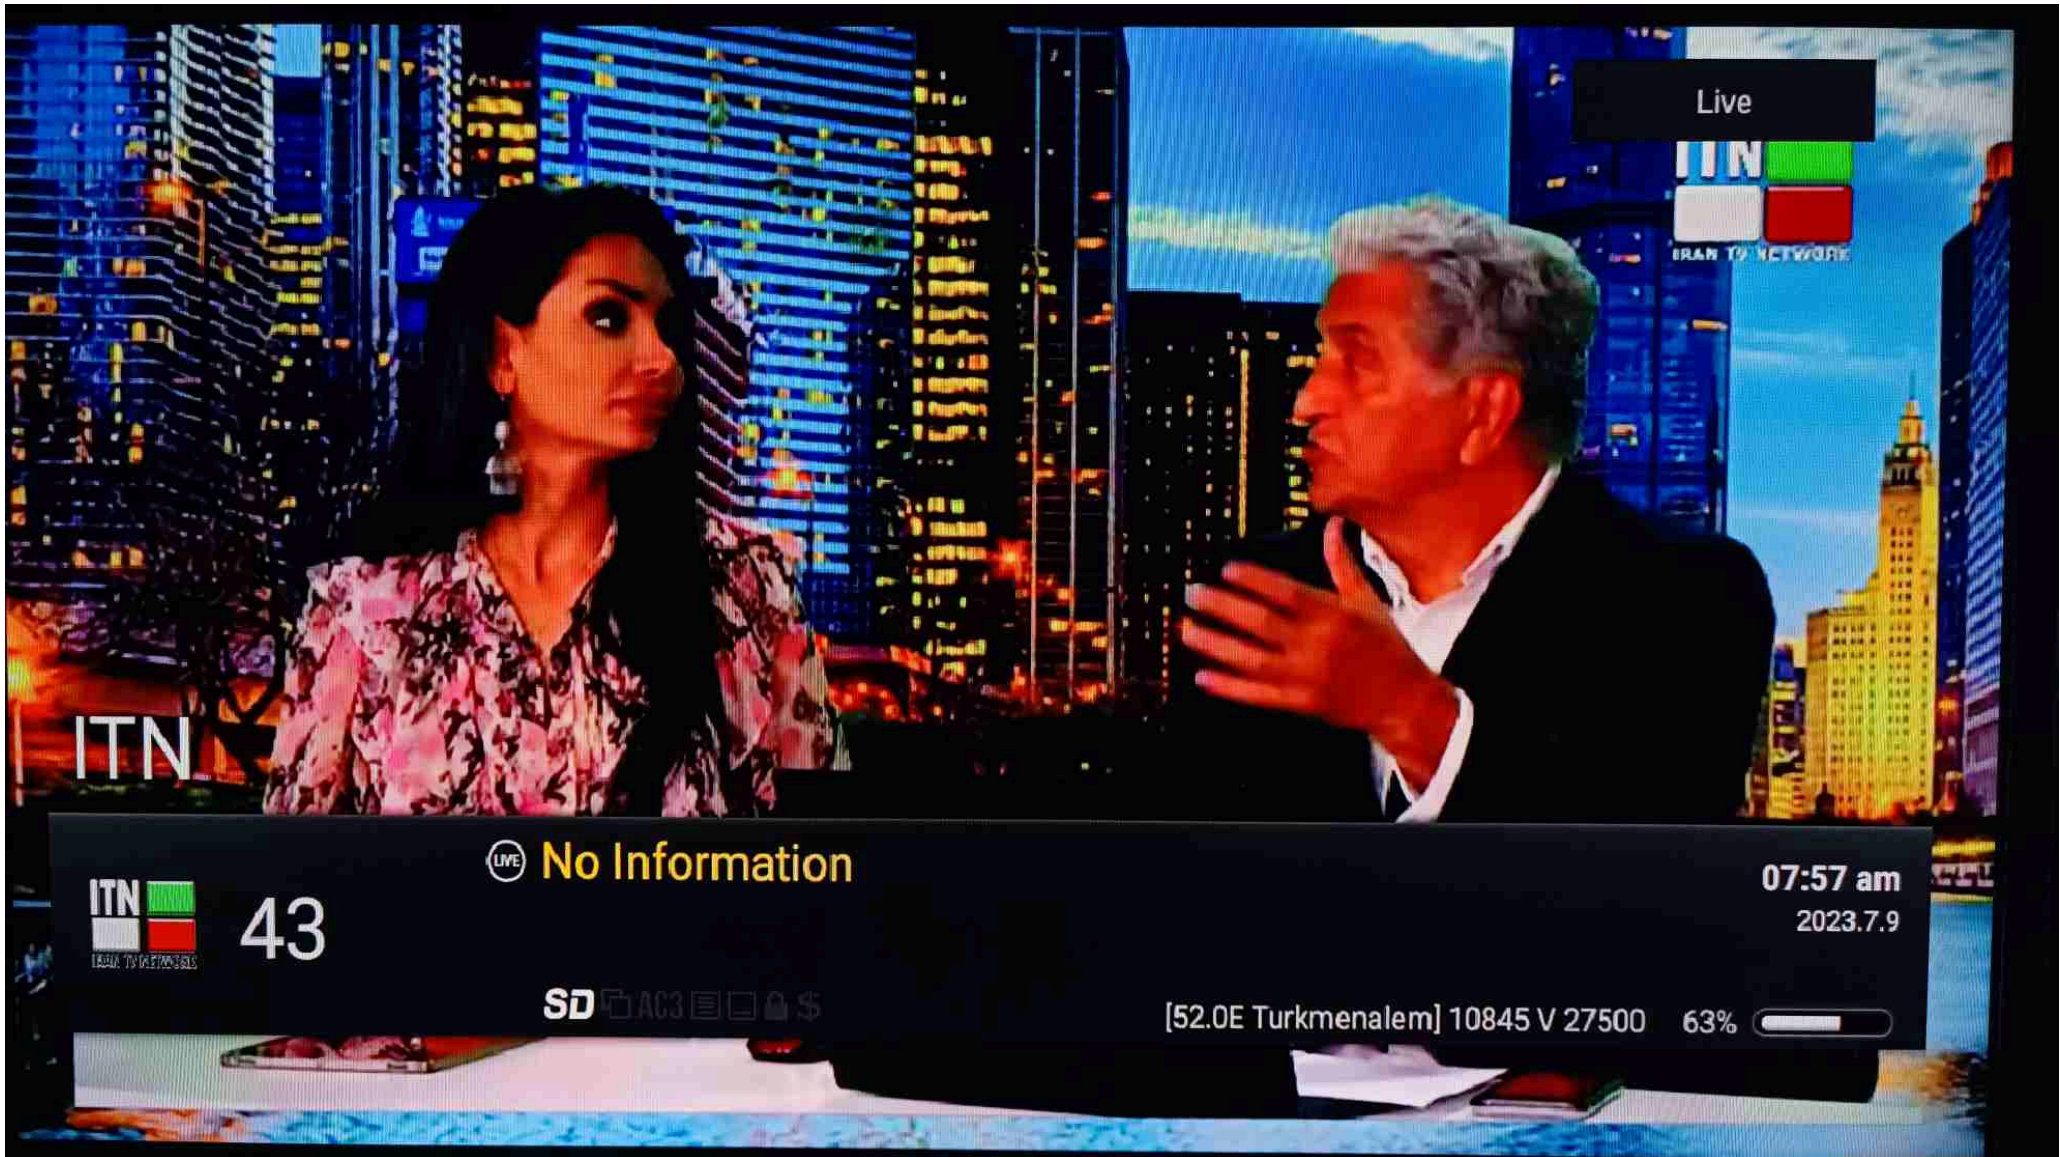 Live
ITN
IRAN TV NETWORK
ITN
LIVE No Information
07:57 am
2023.7.9
ITN
IRAN TV NETWORK
43
SD AC3 $
[52.0E Turkmenalem] 10845 V 27500 63%